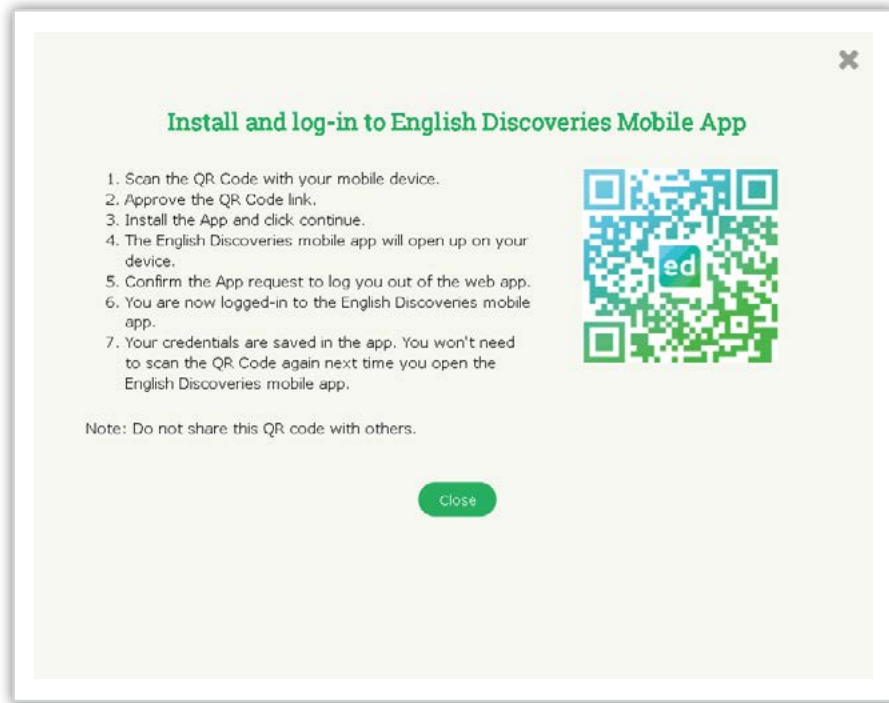 Install and log-in to English Discoveries Mobile App
1. Scan the QR Code with your mobile device.
2. Approve the QR Code link.
3. Install the App and click continue.
4. The English Discoveries mobile app will open up on your
device.
5. Confirm the App request to log you out of the web app.
6. You are now logged-in to the English Discoveries mobile
app.
7. Your credentials are saved in the app. You won't need
to scan the QR Code again next time you open the
English Discoveries mobile app.
ed
Note: Do not share this QR code with others.
Close